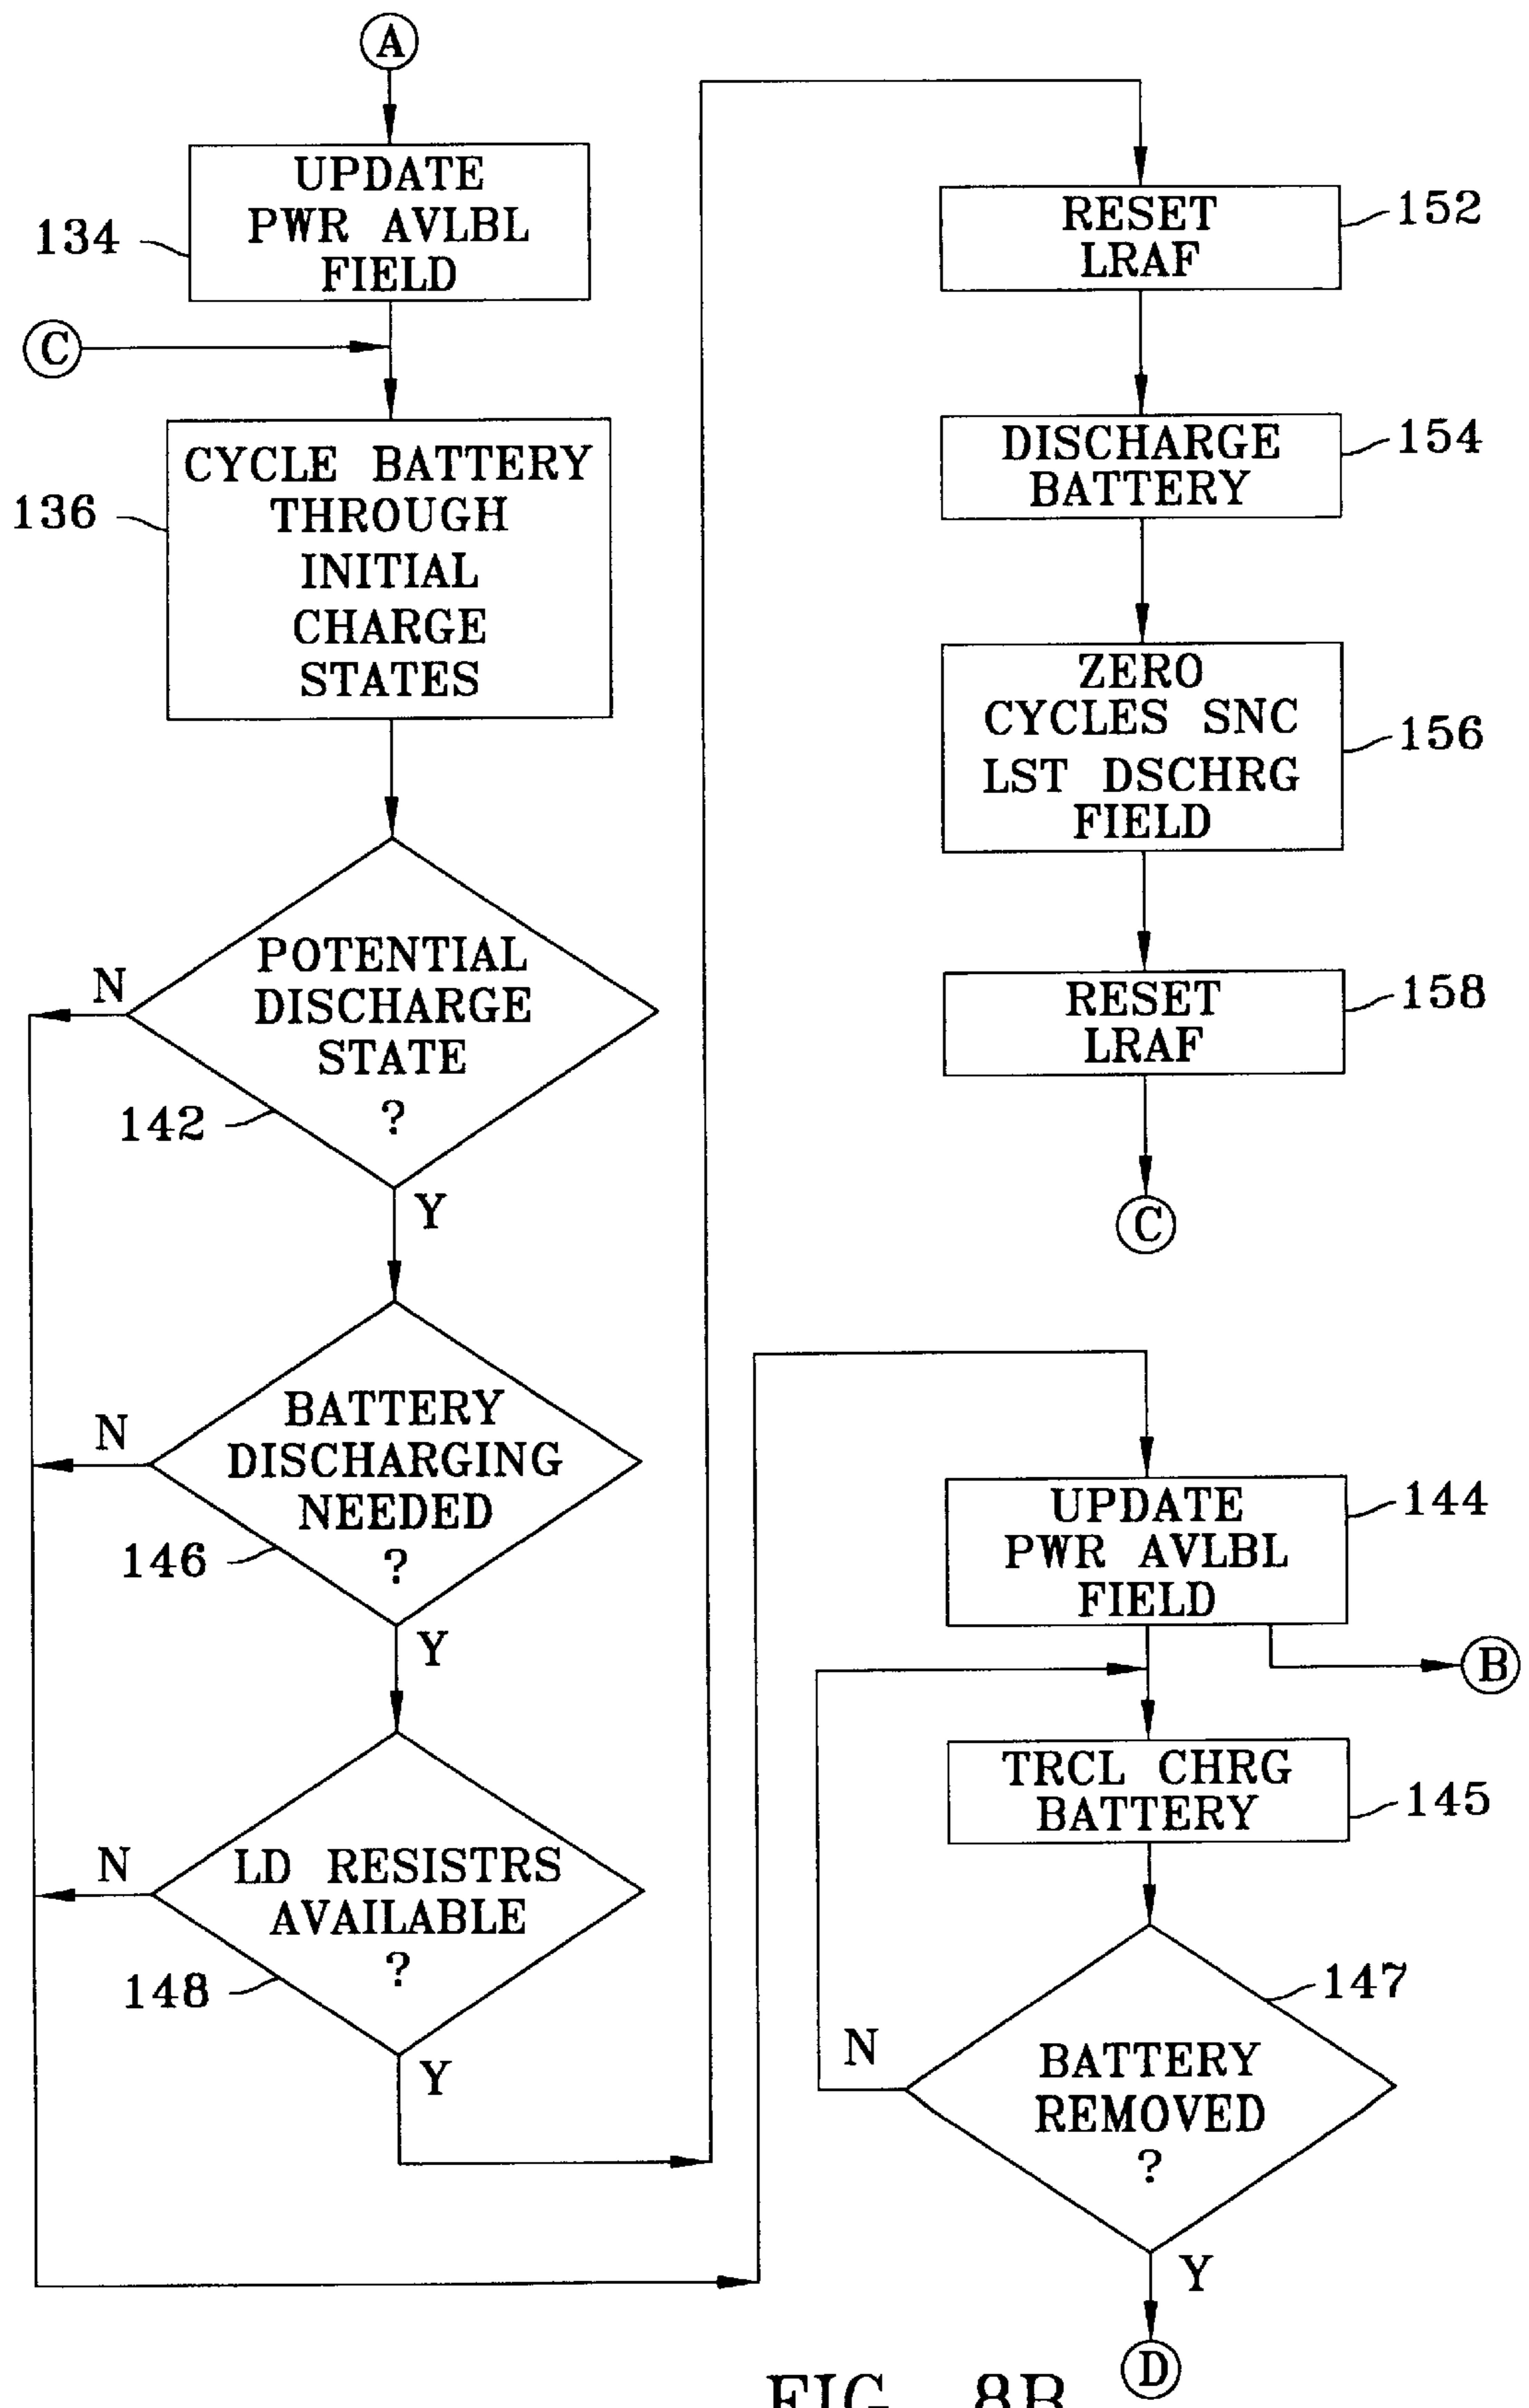 A
UPDATE
PWR AVLBL
FIELD
134
C
CYCLE BATTERY
THROUGH
INITIAL
CHARGE
STATES
136
POTENTIAL
DISCHARGE
STATE
?
N
142
Y
BATTERY
DISCHARGING
NEEDED
?
N
146
Y
LD RESISTRS
AVAILABLE
?
N
148
Y
RESET
LRAF
152
DISCHARGE
BATTERY
154
ZERO
CYCLES SNC
LST DSCHRG
FIELD
156
RESET
LRAF
158
C
UPDATE
PWR AVLBL
FIELD
144
B
TRCL CHRG
BATTERY
145
147
N
BATTERY
REMOVED
?
Y
D
FIG. 8B